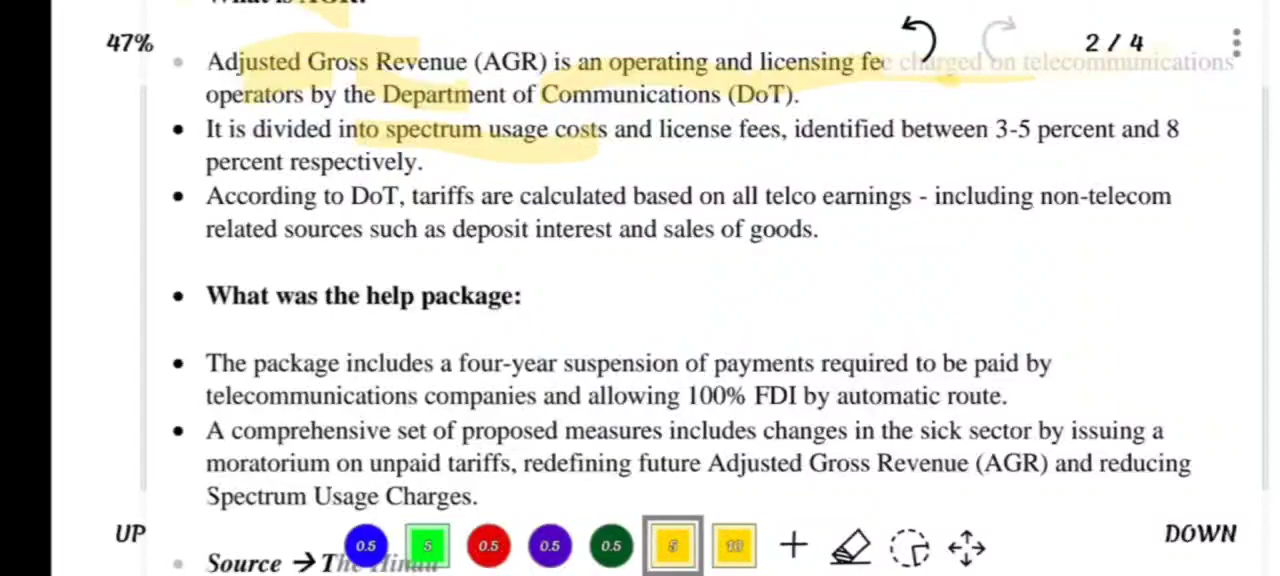 47%
2 / 4
• Adjusted Gross Revenue (AGR) is an operating and licensing fee charged on telecommunications
operators by the Department of Communications (DoT).
• It is divided into spectrum usage costs and license fees, identified between 3-5 percent and 8
percent respectively.
• According to DoT, tariffs are calculated based on all telco earnings - including non-telecom
related sources such as deposit interest and sales of goods.
• What was the help package:
• The package includes a four-year suspension of payments required to be paid by
telecommunications companies and allowing 100% FDI by automatic route.
• A comprehensive set of proposed measures includes changes in the sick sector by issuing a
moratorium on unpaid tariffs, redefining future Adjusted Gross Revenue (AGR) and reducing
Spectrum Usage Charges.
UP
0.5 5 0.5 0.5 0.5 5 10
DOWN
• Source → The Hindu